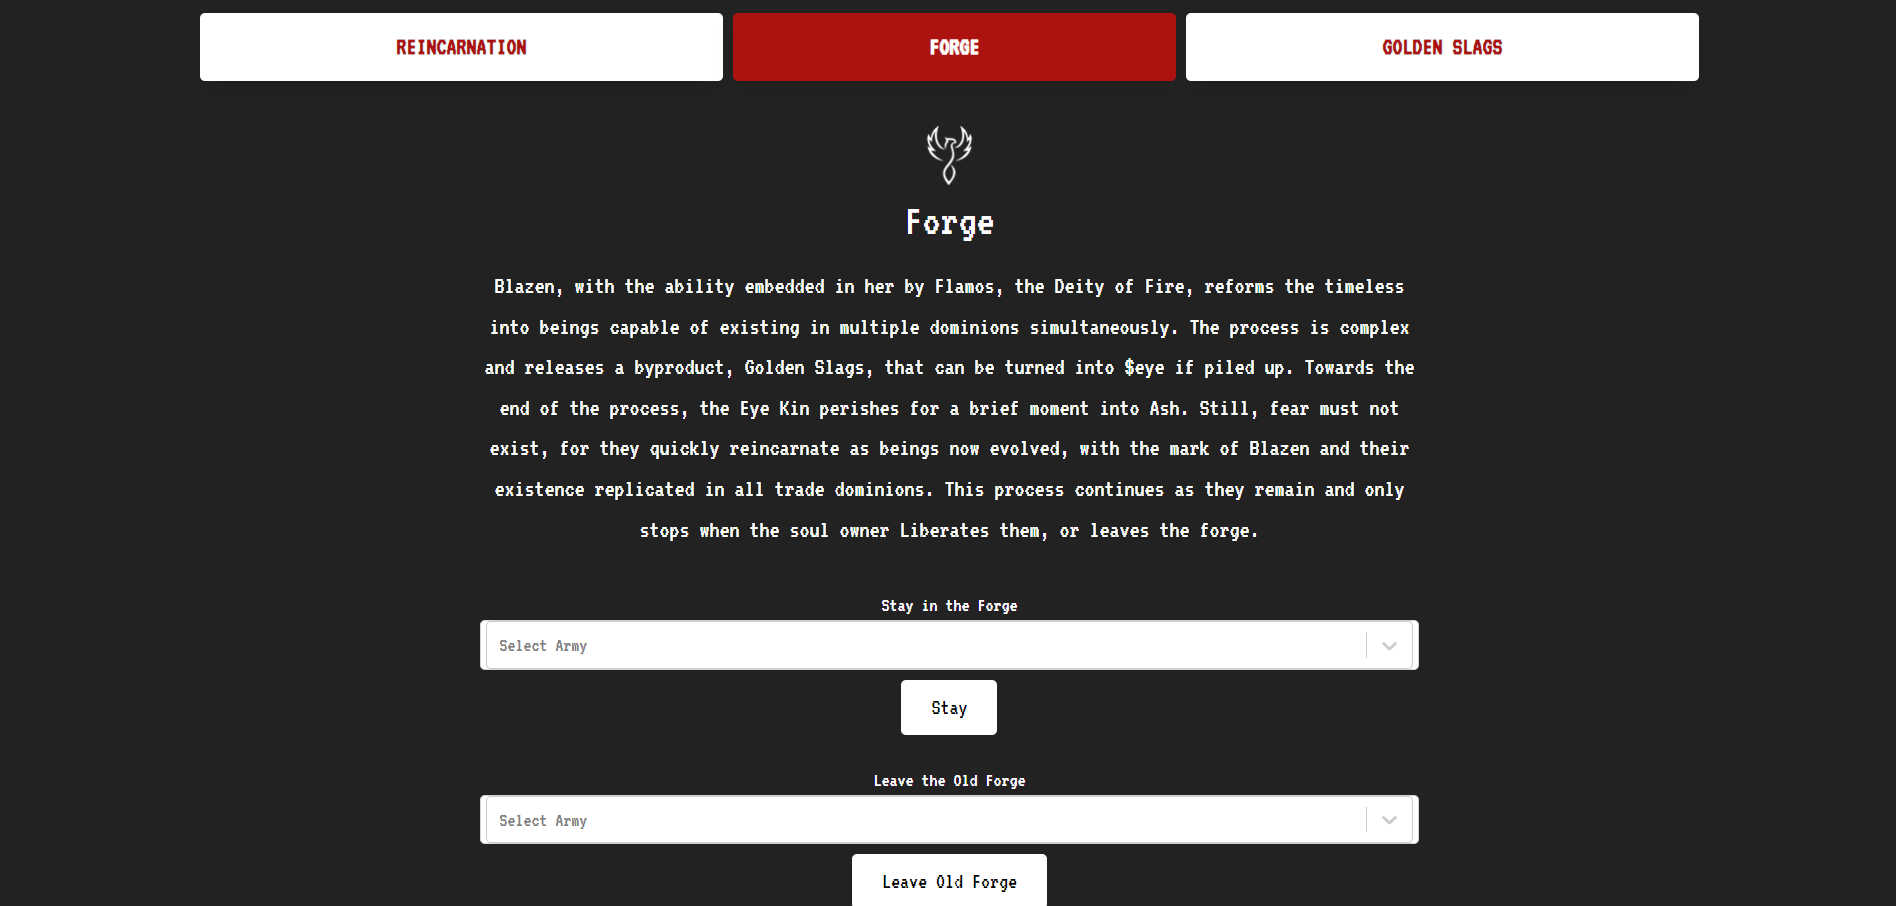 REINCARNATION
FORGE
GOLDEN SLAGS
Forge
Blazen, with the ability embedded in her by Flamos, the Deity of Fire, reforms the timeless
into beings capable of existing in multiple dominions simultaneously. The process is complex
and releases a byproduct, Golden Slags, that can be turned into $eye if piled up. Towards the
end of the process, the Eye Kin perishes for a brief moment into Ash. Still, fear must not
exist, for they quickly reincarnate as beings now evolved, with the mark of Blazen and their
existence replicated in all trade dominions. This process continues as they remain and only
stops when the soul owner Liberates them, or leaves the forge.
Stay in the Forge
Select Army
Stay
Leave the Old Forge
Select Army
Leave Old Forge